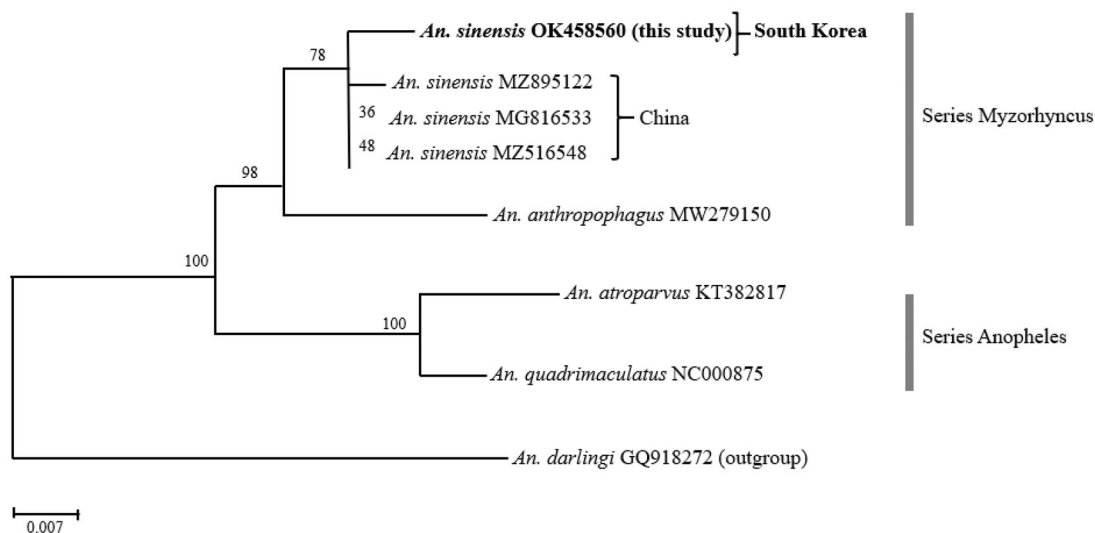 An. sinensis OK458560 (this study) South Korea
78
An. sinensis MZ895122
36 An. sinensis MG816533 China
48 An. sinensis MZ516548
Series Myzorhyncus
98
An. anthropophagus MW279150
100
An. atroparvus KT382817
100
Series Anopheles
An. quadrimaculatus NC000875
An. darlingi GQ918272 (outgroup)
0.007